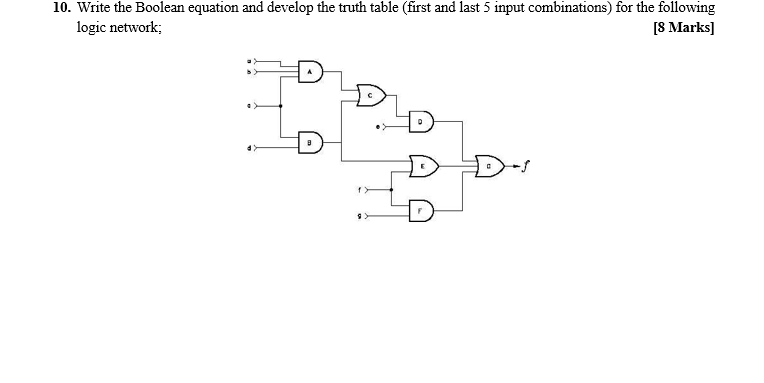 10. Write the Boolean equation and develop the truth table (first and last 5 input combinations) for the following
logic network; [8 Marks]
a
b
A
C
c
e
D
d
B
E
G
f
f
g
F